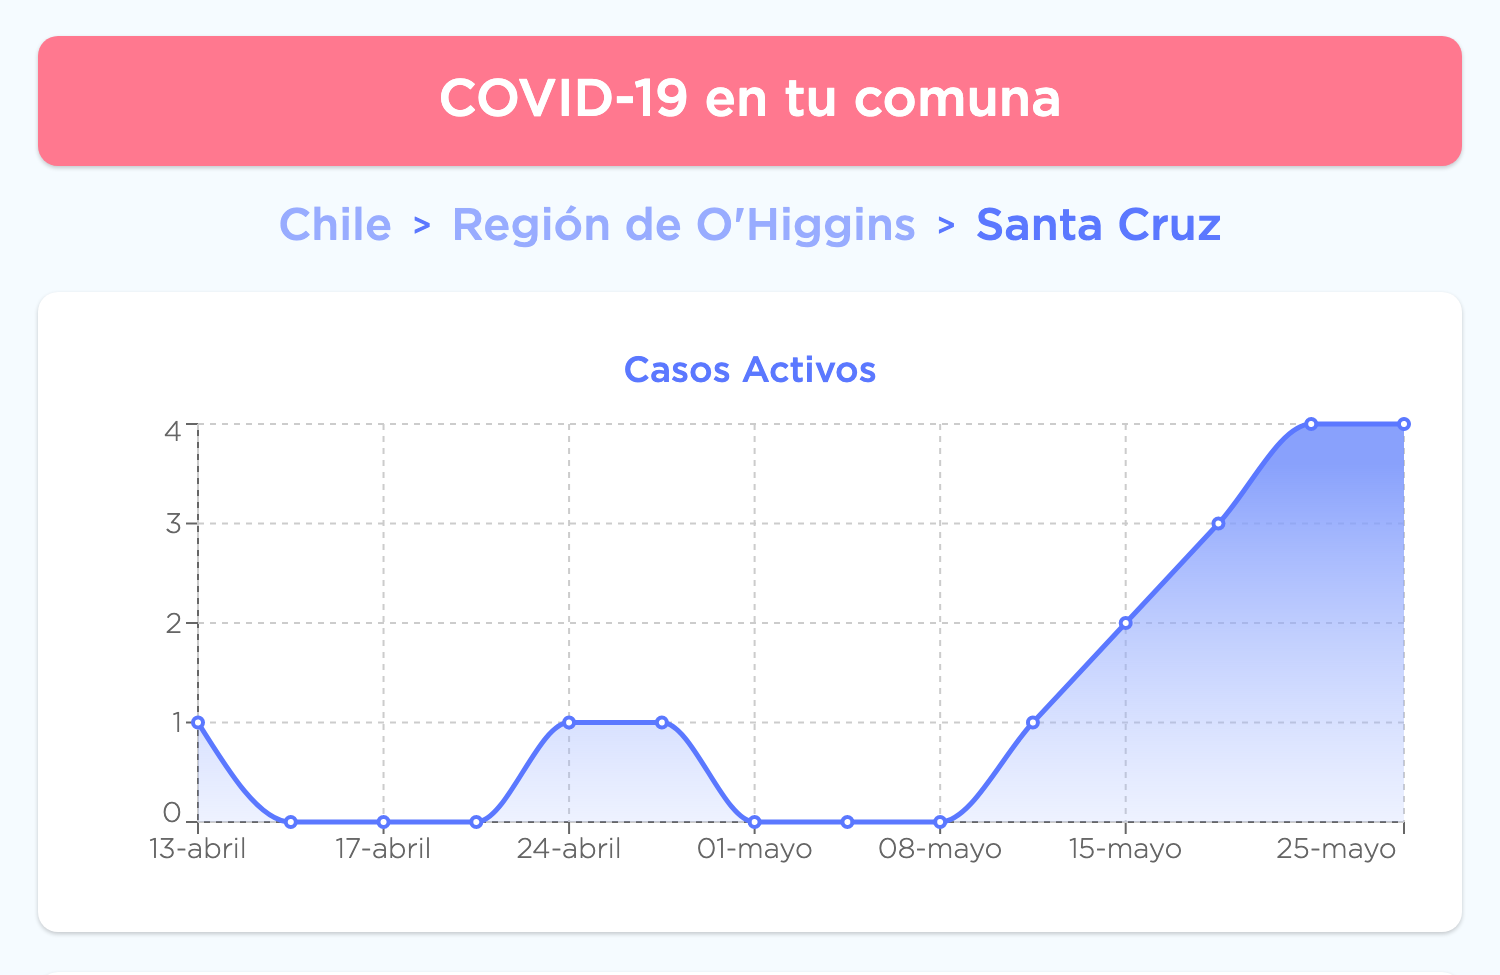 COVID-19 en tu comuna
Chile > Región de O'Higgins > Santa Cruz
Casos Activos
4
3
2
1
0
13-abril 17-abril 24-abril 01-mayo 08-mayo 15-mayo 25-mayo